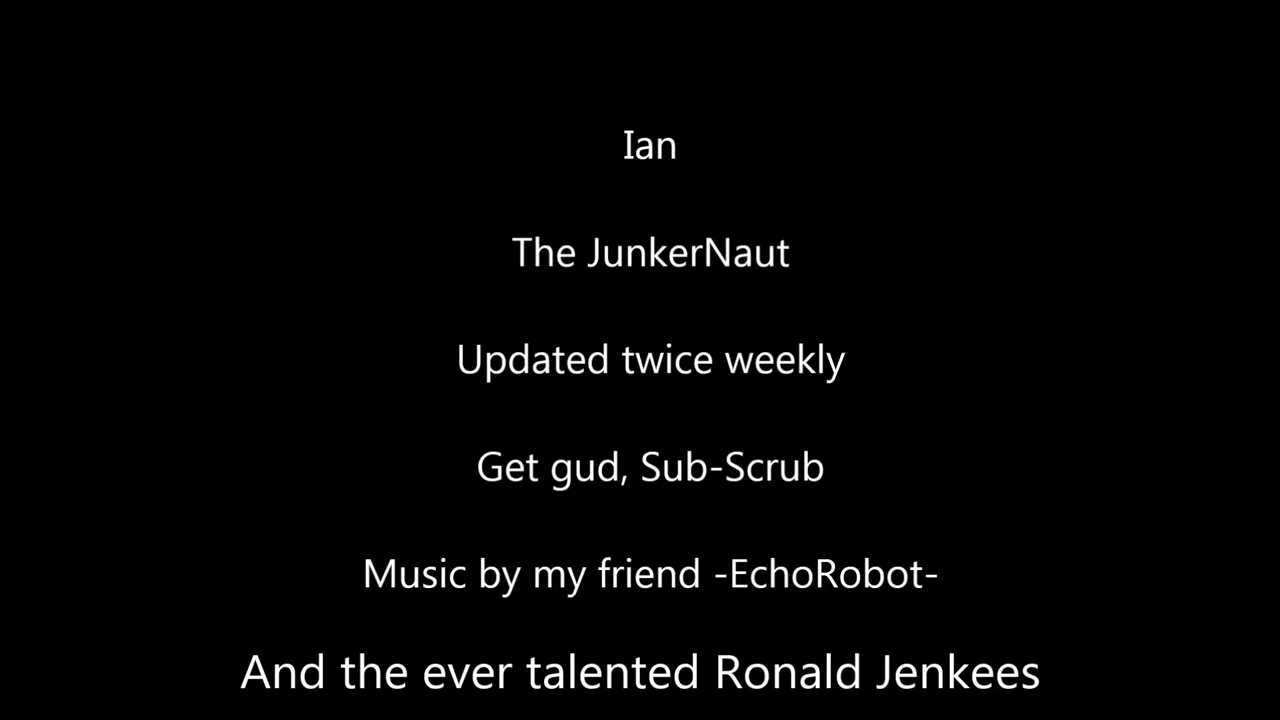 Ian
The JunkerNaut
Updated twice weekly
Get gud, Sub-Scrub
Music by my friend -EchoRobot-
And the ever talented Ronald Jenkees